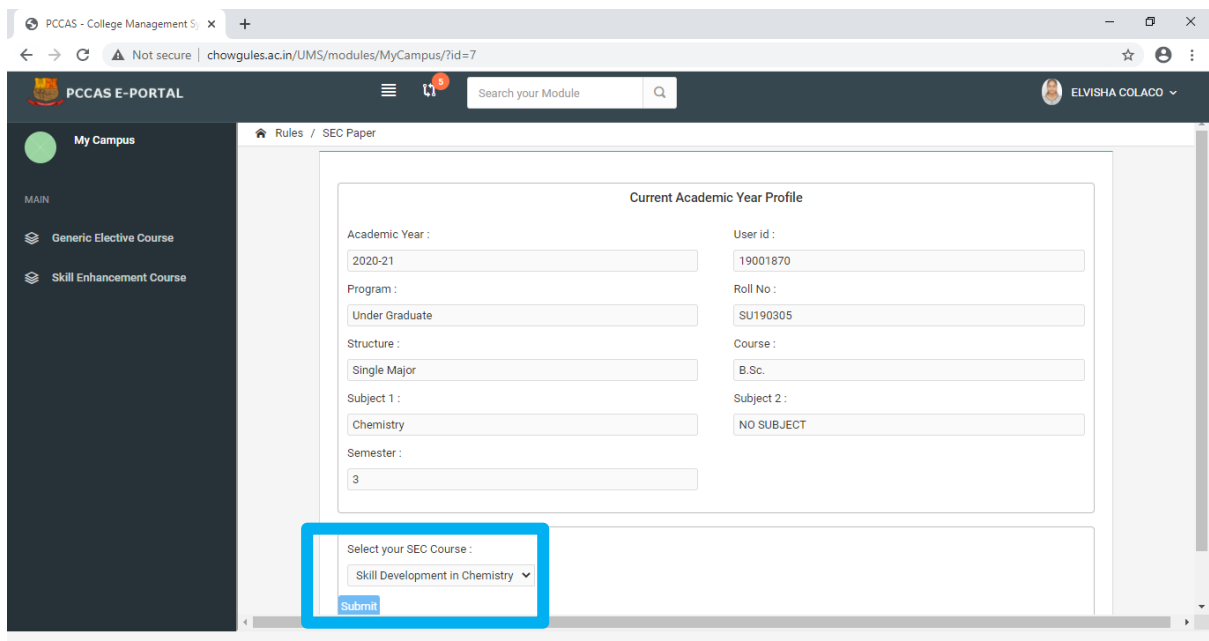 PCCAS - College Management Sy
Not secure | chowgules.ac.in/UMS/modules/MyCampus/?id=7
PCCAS E-PORTAL
5
Search your Module
ELVISHA COLACO
My Campus
Rules / SEC Paper
MAIN
Generic Elective Course
Skill Enhancement Course
Current Academic Year Profile
Academic Year :
User id :
2020-21
19001870
Program :
Roll No :
Under Graduate
SU190305
Structure :
Course :
Single Major
B.Sc.
Subject 1 :
Subject 2 :
Chemistry
NO SUBJECT
Semester :
3
Select your SEC Course :
Skill Development in Chemistry
Submit